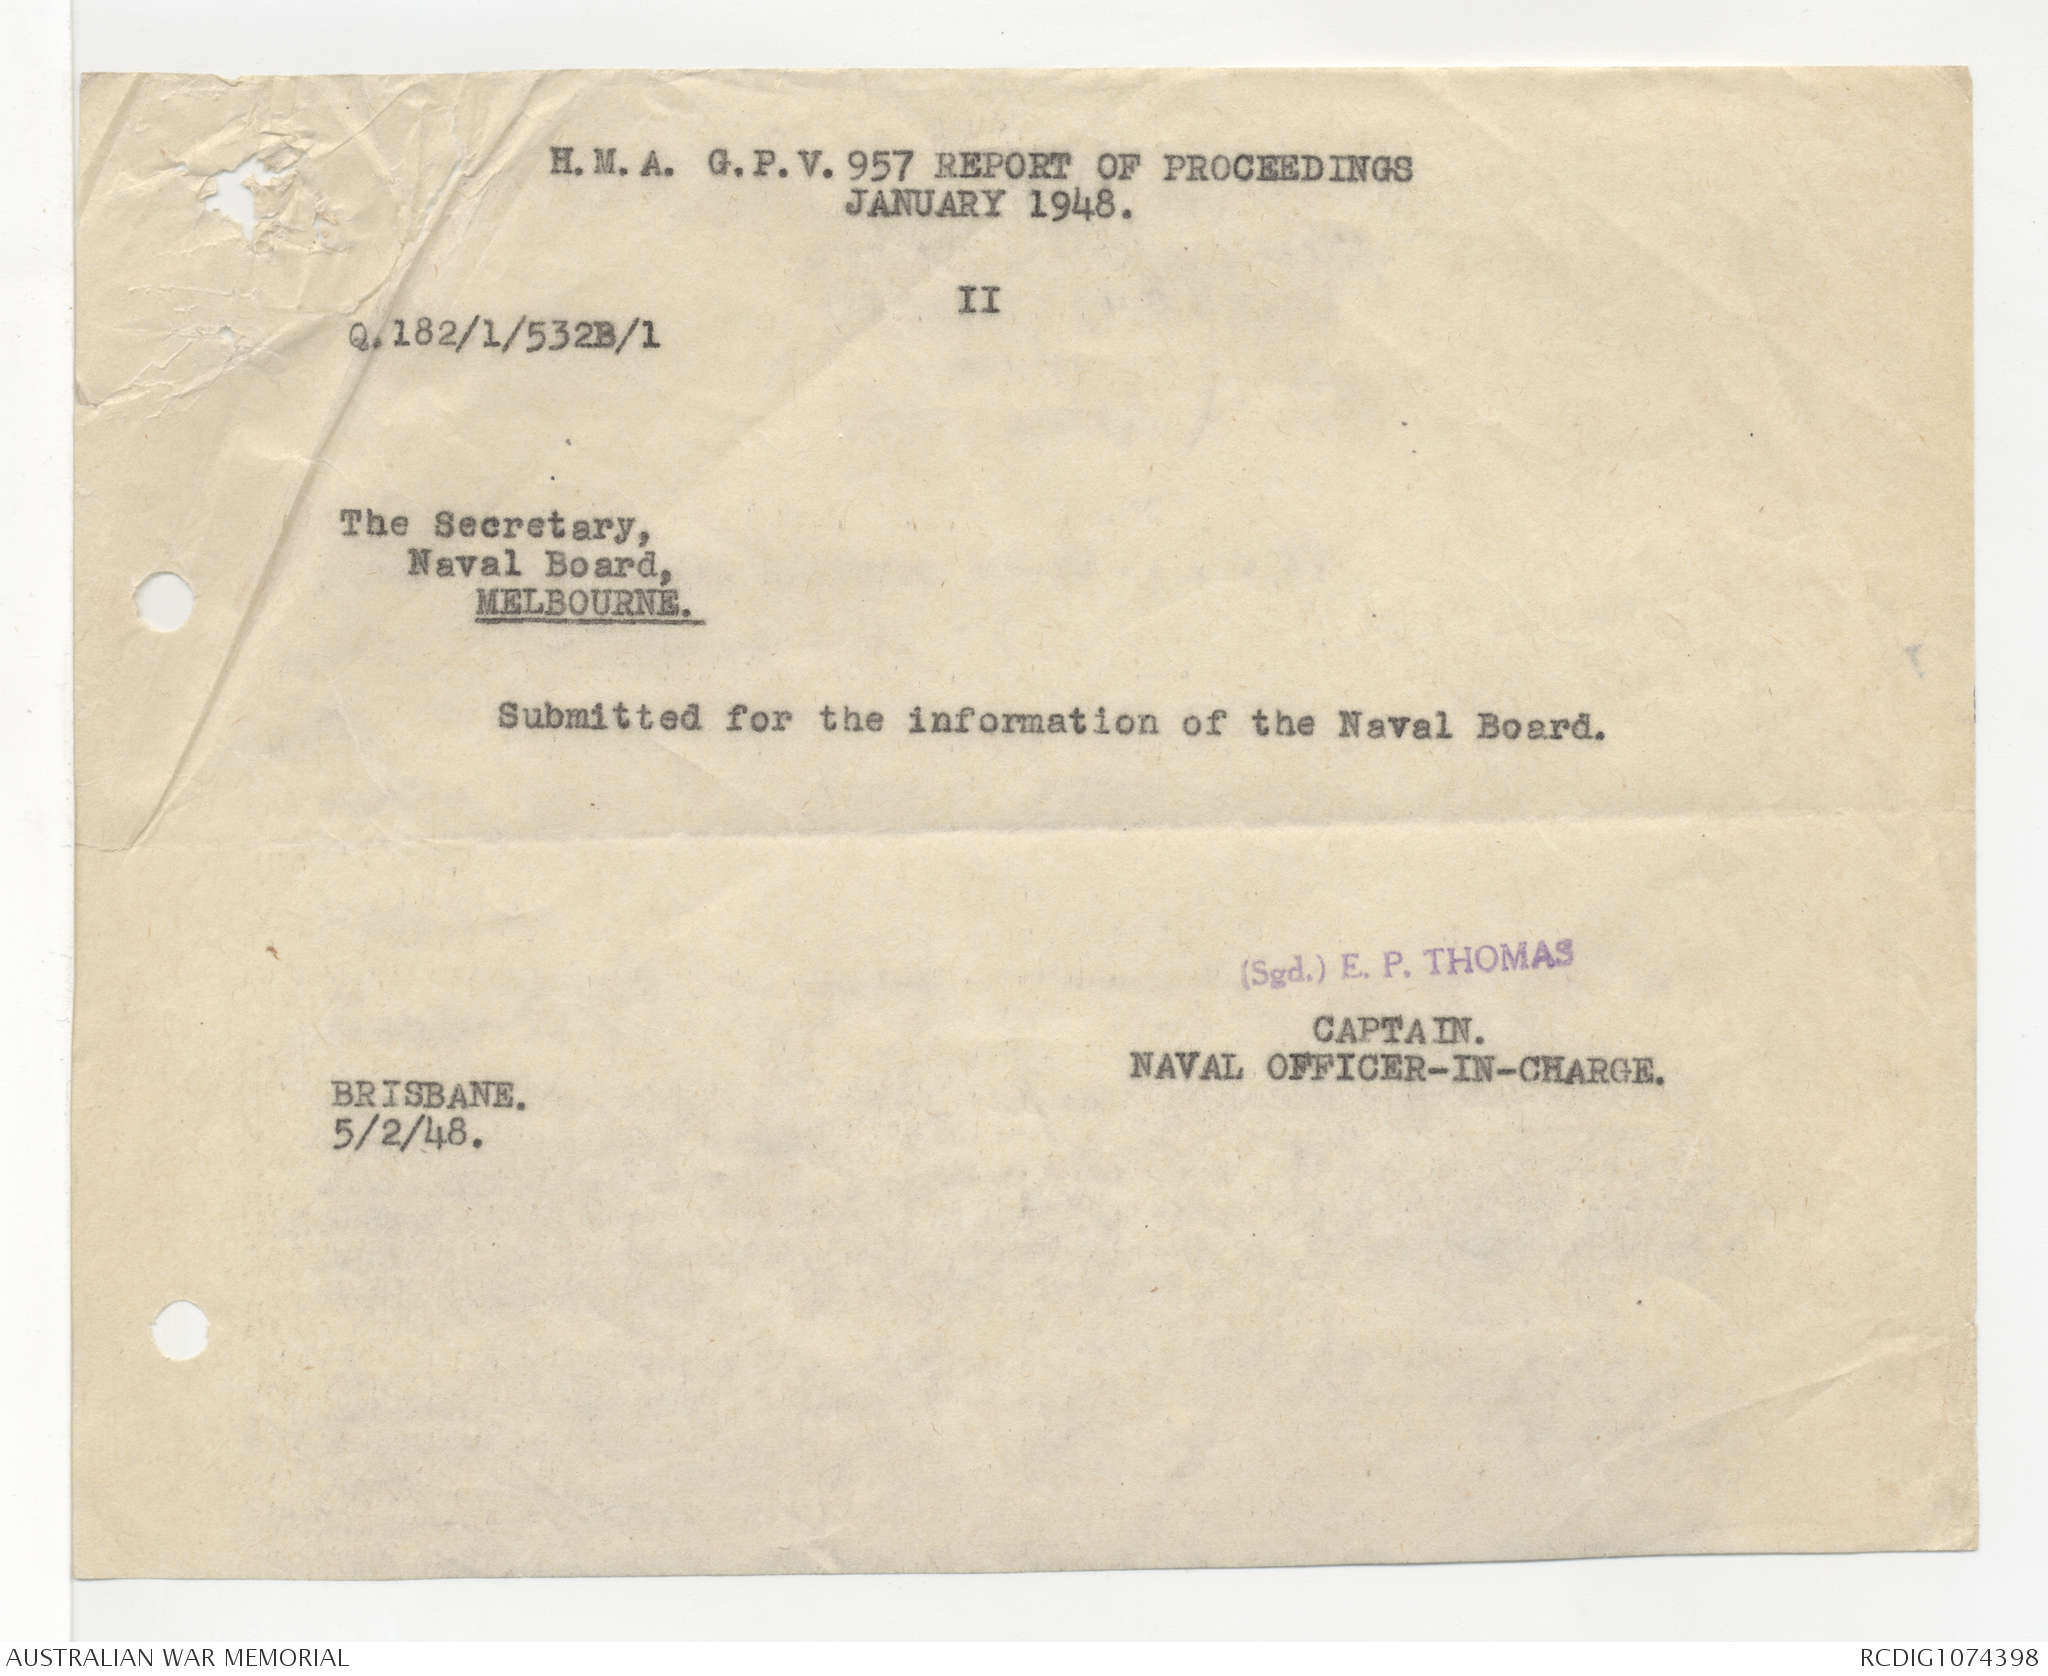 H.M.A. G.P.V. 957 REPORT OF PROCEEDINGS
JANUARY 1948.
II
Q.182/1/532B/1
The Secretary,
Naval Board,
MELBOURNE.
Submitted for the information of the Naval Board.
(Sgd.) E. P. THOMAS
CAPTAIN.
NAVAL OFFICER-IN-CHARGE.
BRISBANE.
5/2/48.
AUSTRALIAN WAR MEMORIAL
RCDIG1074398